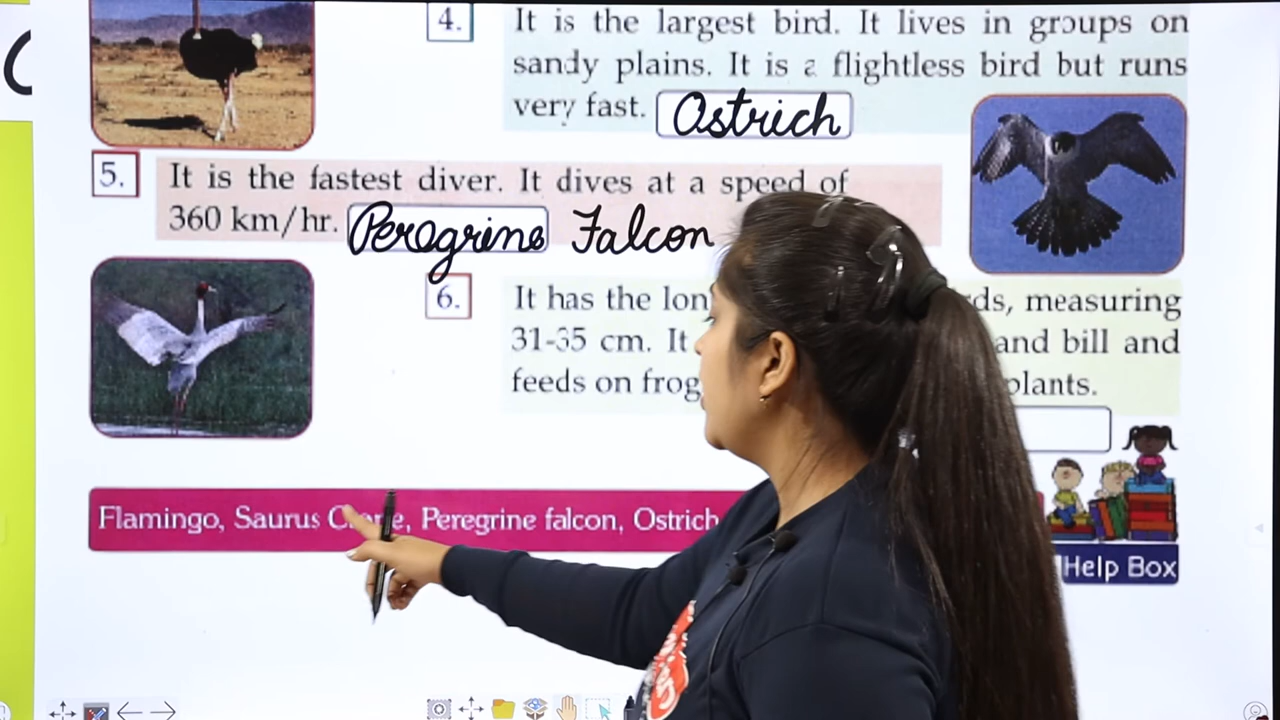 4.
It is the largest bird. It lives in groups on
sandy plains. It is a flightless bird but runs
very fast. Ostrich
5.
It is the fastest diver. It dives at a speed of
360 km/hr. Peregrine Falcon
6.
It has the measuring
31-35 cm. It and bill and
feeds on plants.
Flamingo, Saurus Peregrine falcon, Ostrich
Help Box